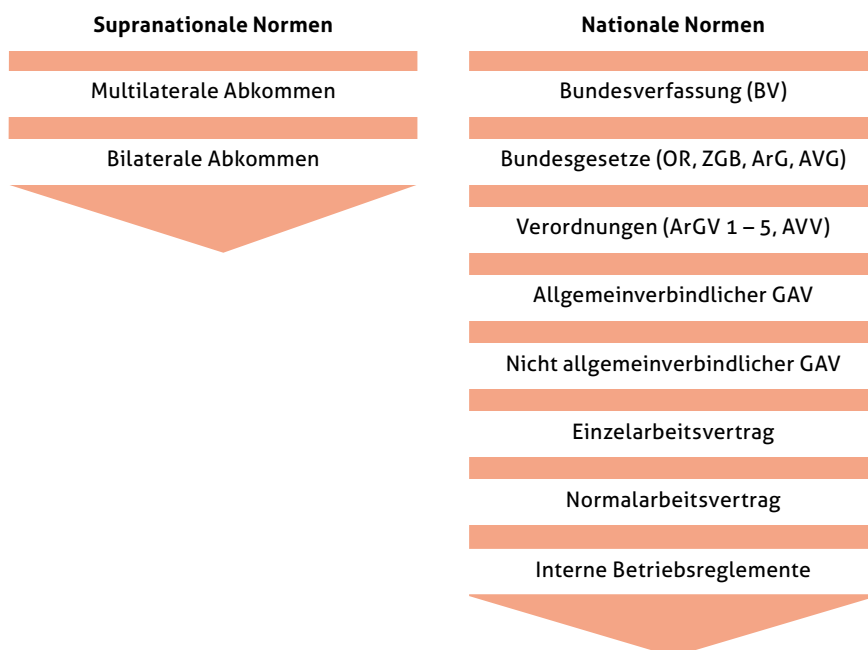 Supranationale Normen
Multilaterale Abkommen
Bilaterale Abkommen
Nationale Normen
Bundesverfassung (BV)
Bundesgesetze (OR, ZGB, ArG, AVG)
Verordnungen (ArGV 1 – 5, AVV)
Allgemeinverbindlicher GAV
Nicht allgemeinverbindlicher GAV
Einzelarbeitsvertrag
Normalarbeitsvertrag
Interne Betriebsreglemente